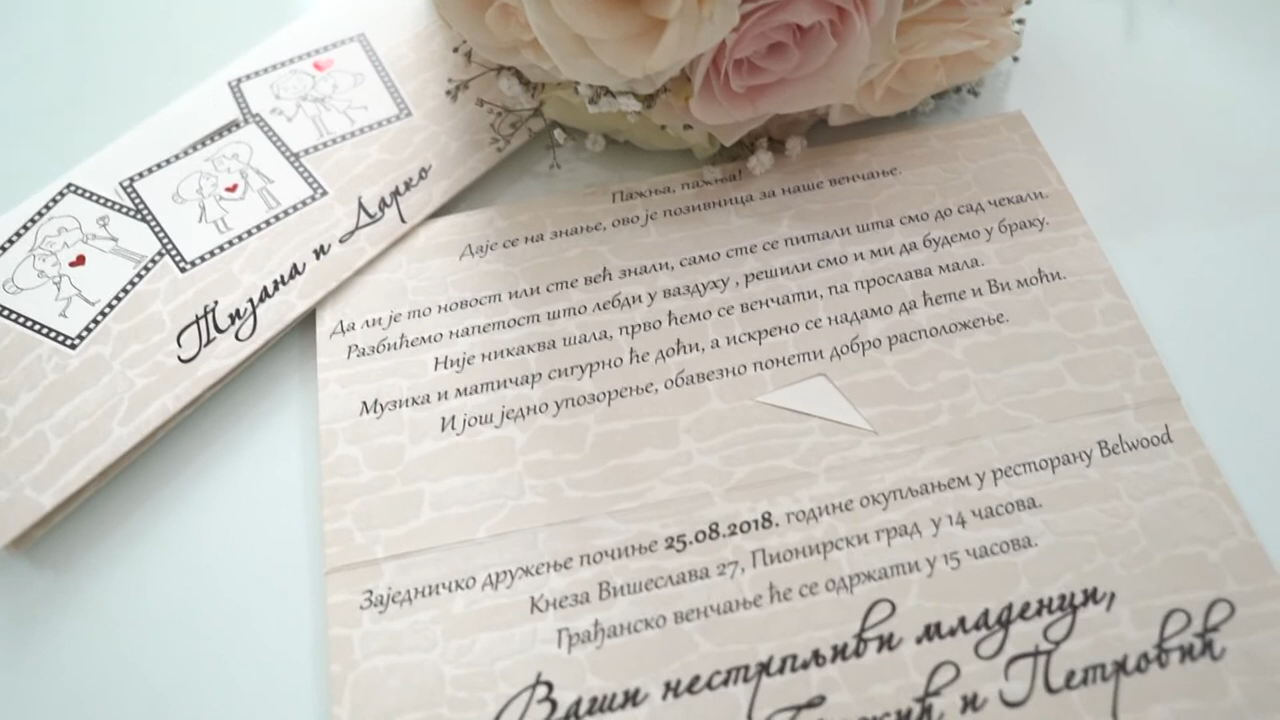 Тијана и Дарко
Пажња, пажња!
Даје се на знање, ово је позивница за наше венчање.
Да ли је то новост или сте већ знали, само сте се питали шта смо до сад чекали.
Разбићемо напетост што лебди у ваздуху , решили смо и ми да будемо у браку.
Није никаква шала, прво ћемо се венчати, па прослава мала.
Музика и матичар сигурно ће доћи, а искрено се надамо да ћете и Ви моћи.
И још једно упозорење, обавезно понети добро расположење.
Заједничко дружење почиње 25.08.2018. године окупљањем у ресторану Belwood
Кнеза Вишеслава 27, Пионирски град у 14 часова.
Грађанско венчање ће се одржати у 15 часова.
Ваши нестрпљиви младенци,
и Петровић